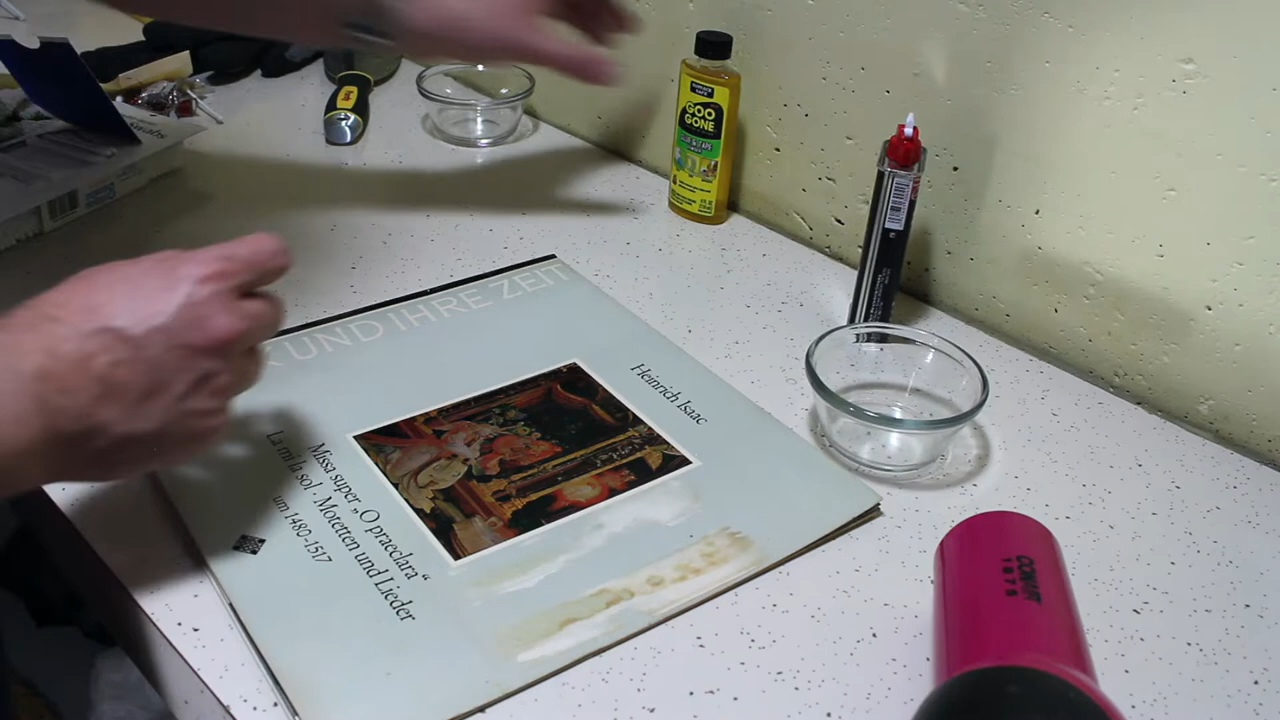 GOO
GONE
UND IHRE ZEIT
Heinrich Isaac
Missa super „O praeclara“
La mi la sol · Motetten und Lieder
um 1480-1517
CONAIR
1875